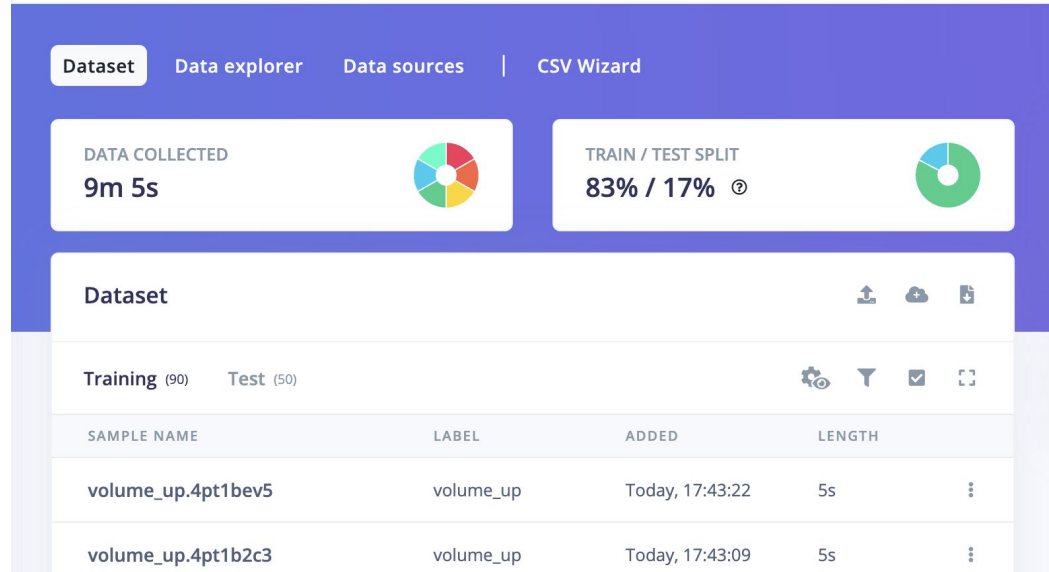 Dataset Data explorer Data sources | CSV Wizard
DATA COLLECTED
9m 5s
TRAIN / TEST SPLIT
83% / 17%
Dataset
Training (90) Test (50)
SAMPLE NAME LABEL ADDED LENGTH
volume_up.4pt1bev5 volume_up Today, 17:43:22 5s
volume_up.4pt1b2c3 volume_up Today, 17:43:09 5s